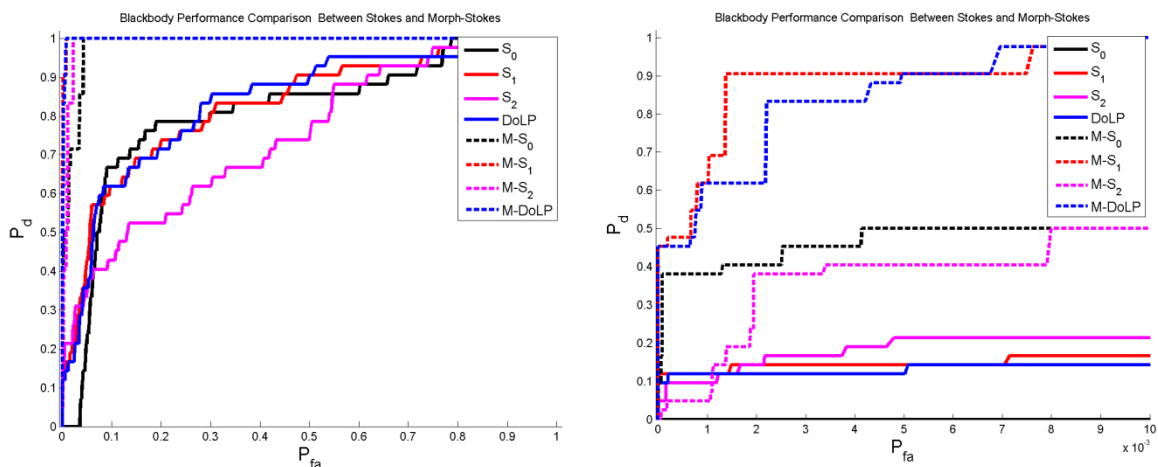 Blackbody Performance Comparison Between Stokes and Morph-Stokes
1
0.9
0.8
0.7
0.6
0.5
0.4
0.3
0.2
0.1
0
P_d
S_0
S_1
S_2
DoLP
M-S_0
M-S_1
M-S_2
M-DoLP
0 0.1 0.2 0.3 0.4 0.5 0.6 0.7 0.8 0.9 1
P_fa
Blackbody Performance Comparison Between Stokes and Morph-Stokes
1
0.9
0.8
0.7
0.6
0.5
0.4
0.3
0.2
0.1
0
P_d
S_0
S_1
S_2
DoLP
M-S_0
M-S_1
M-S_2
M-DoLP
0 1 2 3 4 5 6 7 8 9 10
x 10^-3
P_fa